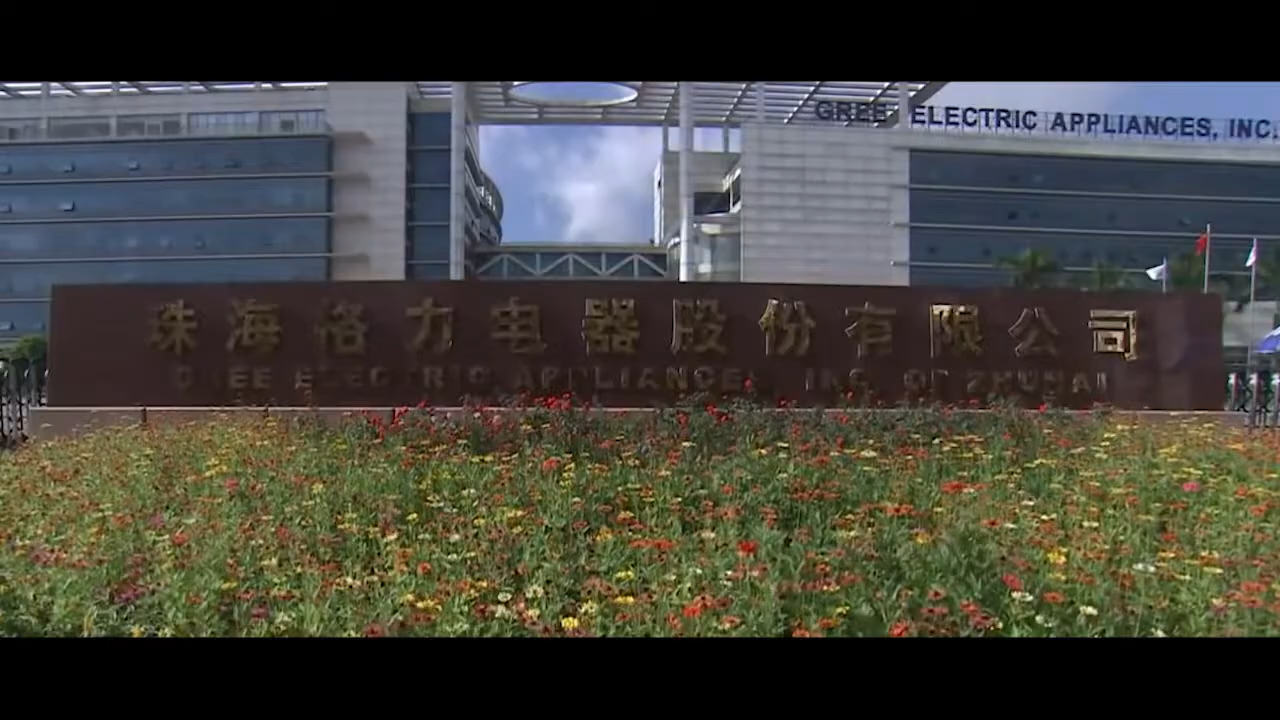 GREE ELECTRIC APPLIANCES, INC.
珠海格力电器股份有限公司
GREE ELECTRIC APPLIANCES, INC. OF ZHUHAI